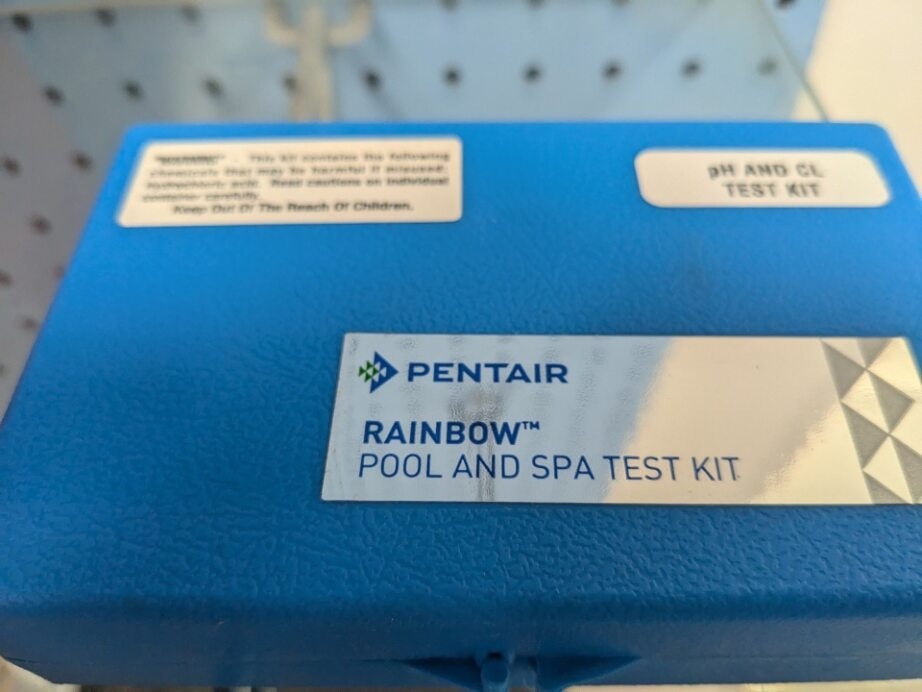 "WARNING" - This kit contains the following
chemicals that may be harmful if misused:
Hydrochloric acid. Read cautions on individual
container carefully.
Keep Out Of The Reach Of Children.
pH AND CL
TEST KIT
PENTAIR
RAINBOW™
POOL AND SPA TEST KIT